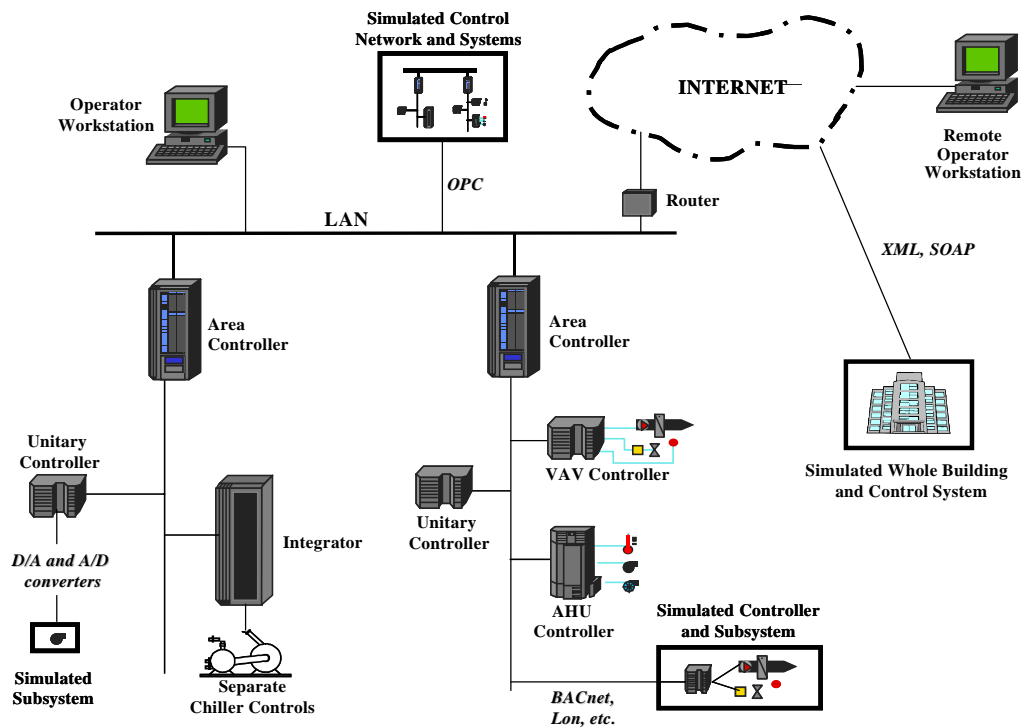 Simulated Control
Network and Systems
Operator
Workstation
INTERNET
Remote
Operator
Workstation
OPC
Router
LAN
XML, SOAP
Area
Controller
Area
Controller
Unitary
Controller
VAV Controller
Simulated Whole Building
and Control System
Unitary
Controller
Integrator
D/A and A/D
converters
AHU
Controller
Simulated Controller
and Subsystem
Simulated
Subsystem
Separate
Chiller Controls
BACnet,
Lon, etc.